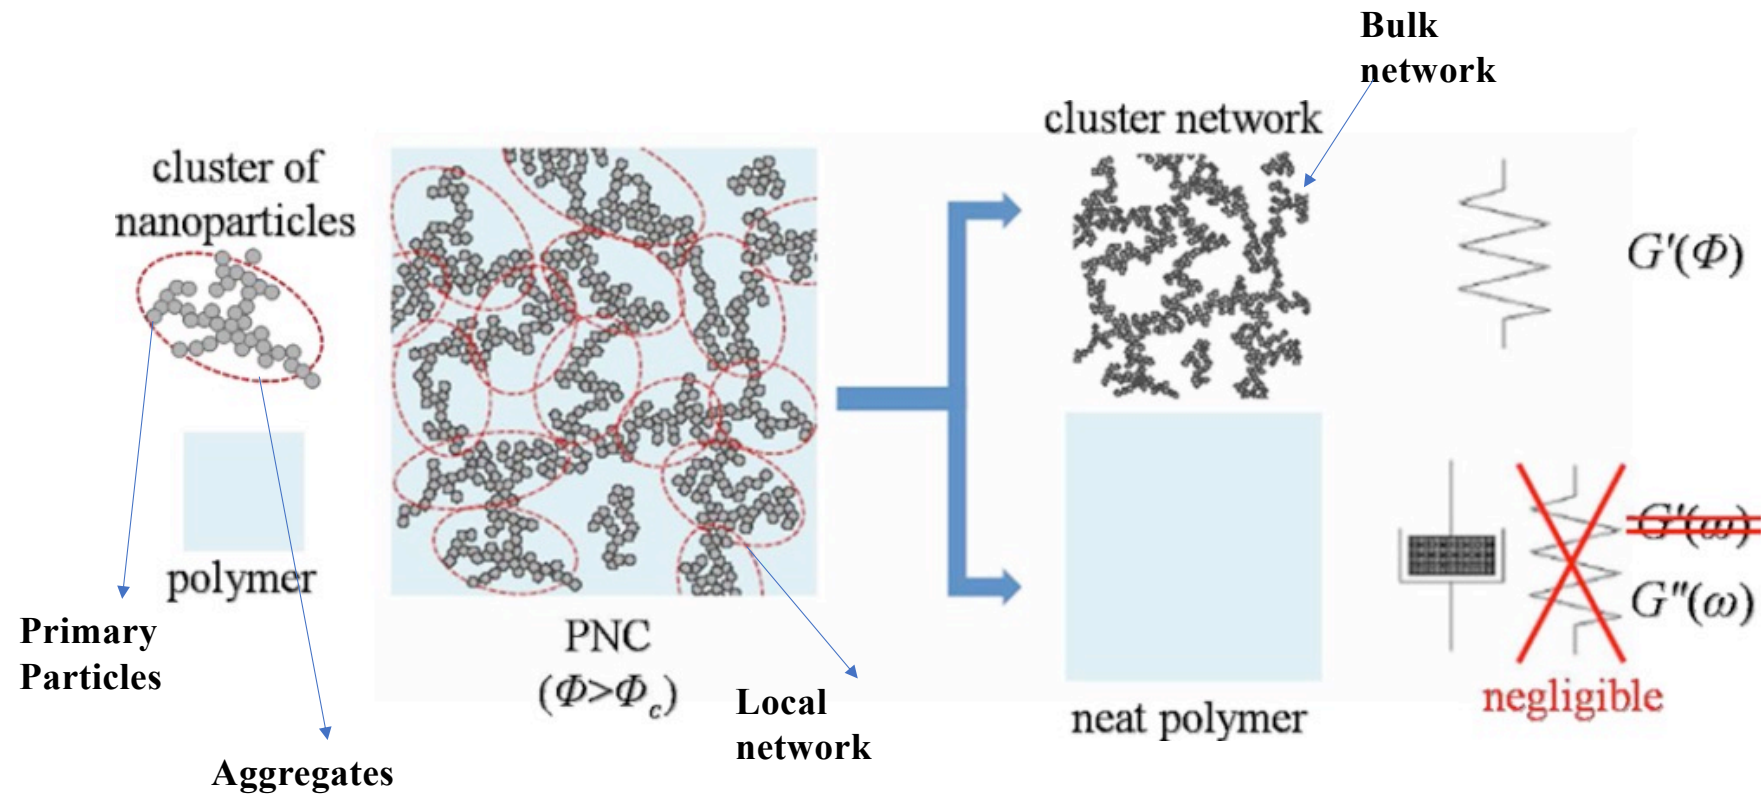 Bulk
network
cluster network
cluster of
nanoparticles
G'(Φ)
polymer
Primary
Particles
PNC
(Φ>Φc)
Local
network
Aggregates
neat polymer
G'(ω)
G"(ω)
negligible